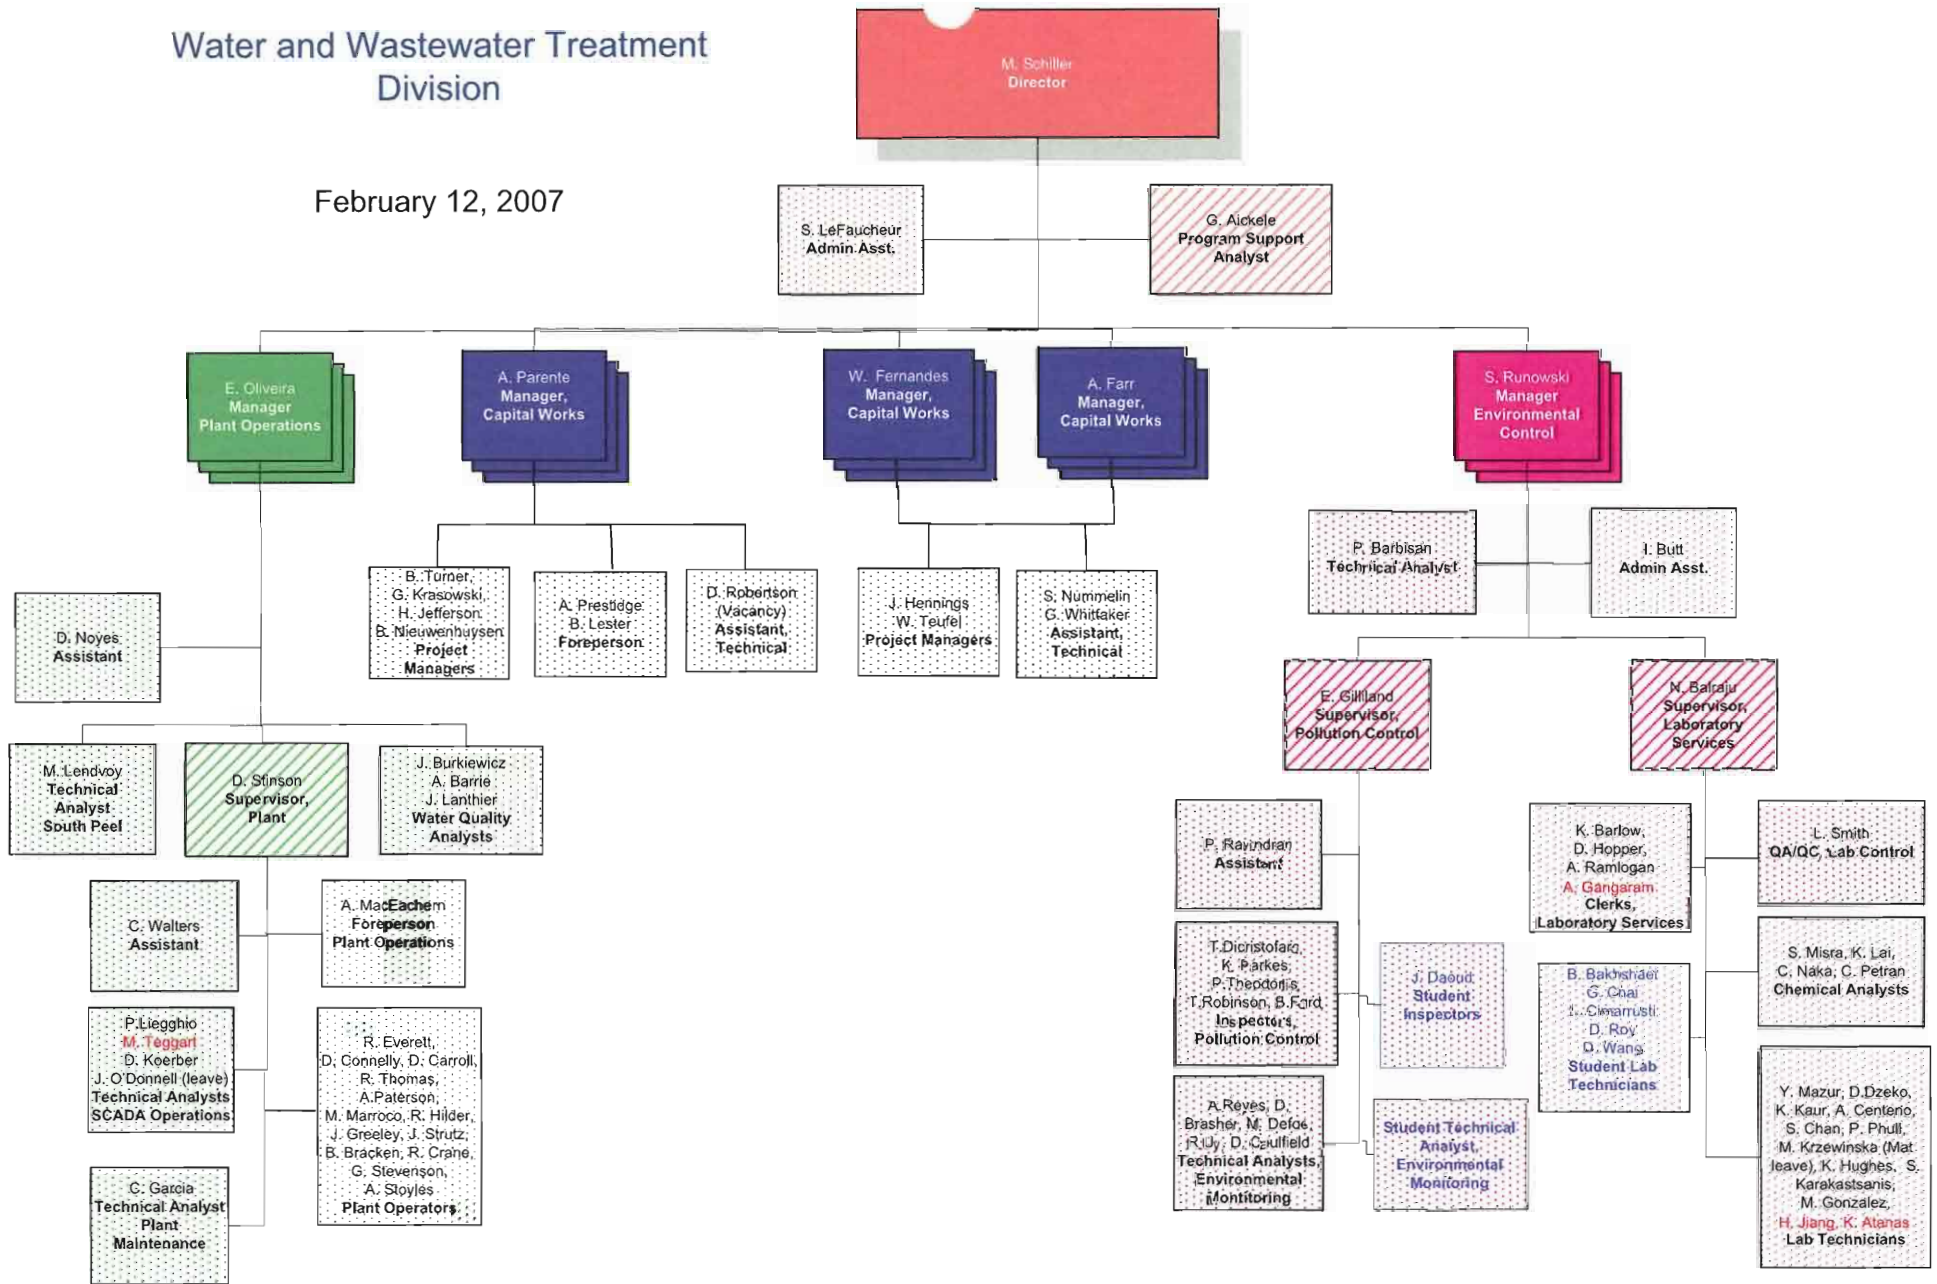 Water and Wastewater Treatment
Division
February 12, 2007
M. Schiller
Director
S. LeFaucheur
Admin Asst.
G. Aickele
Program Support
Analyst
E. Oliveira
Manager
Plant Operations
A. Parente
Manager,
Capital Works
W. Fernandes
Manager,
Capital Works
A. Farr
Manager,
Capital Works
S. Runowski
Manager
Environmental
Control
D. Noyes
Assistant
B. Turner,
G. Krasowski,
H. Jefferson
B. Nieuwenhuysen
Project
Managers
A. Prestidge
B. Lester
Foreperson
D. Robertson
(Vacancy)
Assistant,
Technical
J. Hennings
W. Teufel
Project Managers
S. Nummelin
G. Whittaker
Assistant,
Technical
P. Barbisan
Technical Analyst
I. Butt
Admin Asst.
M. Lendvoy
Technical
Analyst
South Peel
D. Stinson
Supervisor,
Plant
J. Burkiewicz
A. Barrie
J. Lanthier
Water Quality
Analysts
C. Walters
Assistant
A. MacEachern
Foreperson
Plant Operations
P.Liegghio
M. Teggart
D. Koerber
J. O'Donnell (leave)
Technical Analysts
SCADA Operations
R. Everett,
D. Connelly, D. Carroll,
R. Thomas,
A.Paterson,
M. Marroco, R. Hilder,
J. Greeley, J. Strutz,
B. Bracken, R. Crane,
G. Stevenson,
A. Stoyles
Plant Operators
C. Garcia
Technical Analyst
Plant
Maintenance
E. Gilliland
Supervisor,
Pollution Control
N. Balraju
Supervisor,
Laboratory
Services
P. Ravindran
Assistant
T.Dicristofaro,
K. Parkes,
P.Theodoris,
T.Robinson, B.Ford
Inspectors,
Pollution Control
J. Daoud
Student
Inspectors
A.Reyes, D.
Brasher, M. Defoe,
R.Uy, D. Caulfield
Technical Analysts,
Environmental
Montitoring
Student Technical
Analyst,
Environmental
Monitoring
K. Barlow,
D. Hopper,
A. Ramlogan
A. Gangaram
Clerks,
Laboratory Services
L. Smith
QA/QC, Lab Control
S. Misra, K. Lai,
C. Naka, C. Petran
Chemical Analysts
B. Bakhshaei
G. Chai
L. Cimarrusti
D. Roy
D. Wang
Student Lab
Technicians
Y. Mazur, D.Dzeko,
K. Kaur, A. Centeno,
S. Chan, P. Phull,
M. Krzewinska (Mat
leave), K. Hughes, S.
Karakastsanis,
M. Gonzalez,
H. Jiang, K. Atanas
Lab Technicians